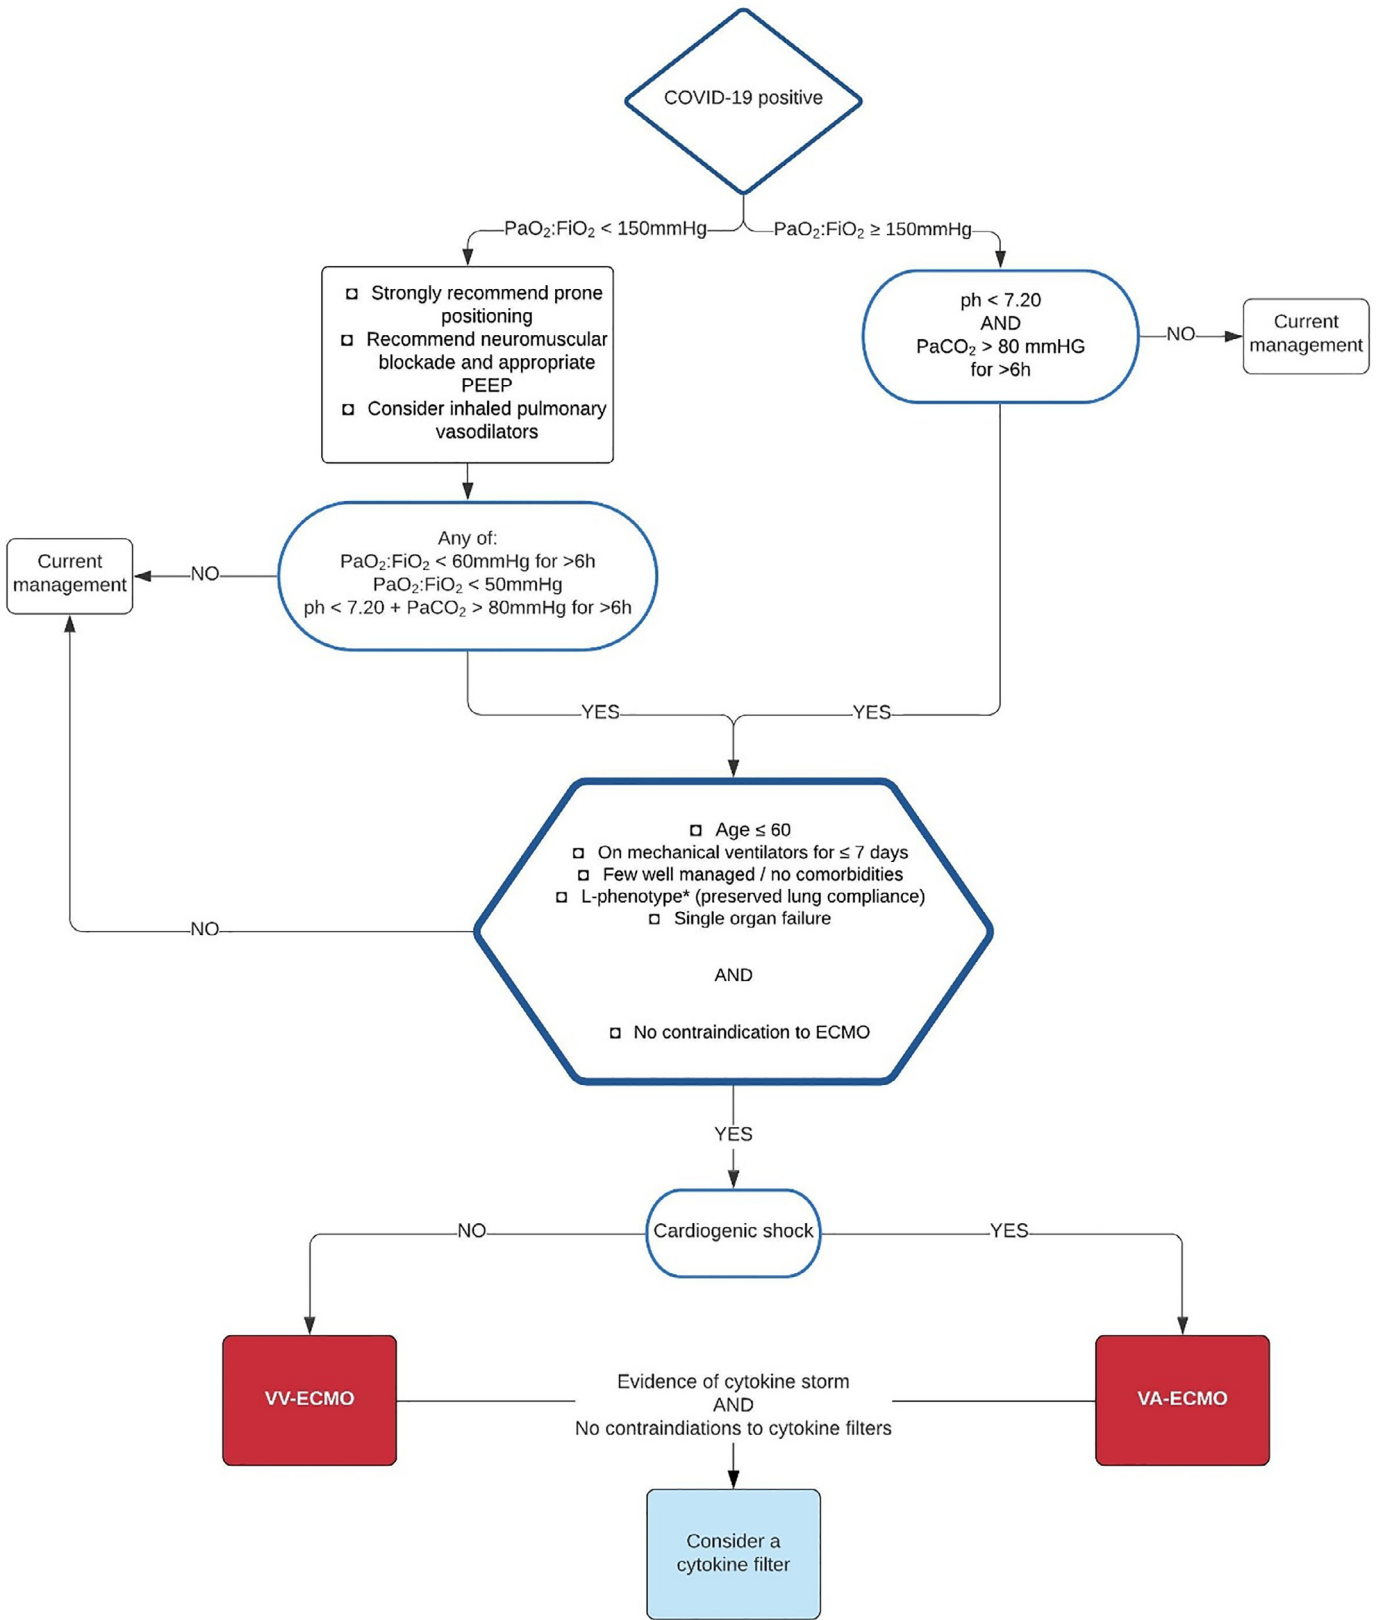 COVID-19 positive
PaO₂:FiO₂ < 150mmHg
PaO₂:FiO₂ ≥ 150mmHg
Strongly recommend prone
positioning
Recommend neuromuscular
blockade and appropriate
PEEP
Consider inhaled pulmonary
vasodilators
ph < 7.20
AND
PaCO₂ > 80 mmHG
for >6h
NO
Current
management
Any of:
PaO₂:FiO₂ < 60mmHg for >6h
PaO₂:FiO₂ < 50mmHg
ph < 7.20 + PaCO₂ > 80mmHg for >6h
NO
Current
management
YES
YES
Age ≤ 60
On mechanical ventilators for ≤ 7 days
Few well managed / no comorbidities
L-phenotype* (preserved lung compliance)
Single organ failure
AND
No contraindication to ECMO
NO
YES
Cardiogenic shock
NO
YES
VV-ECMO
VA-ECMO
Evidence of cytokine storm
AND
No contraindiations to cytokine filters
Consider a
cytokine filter